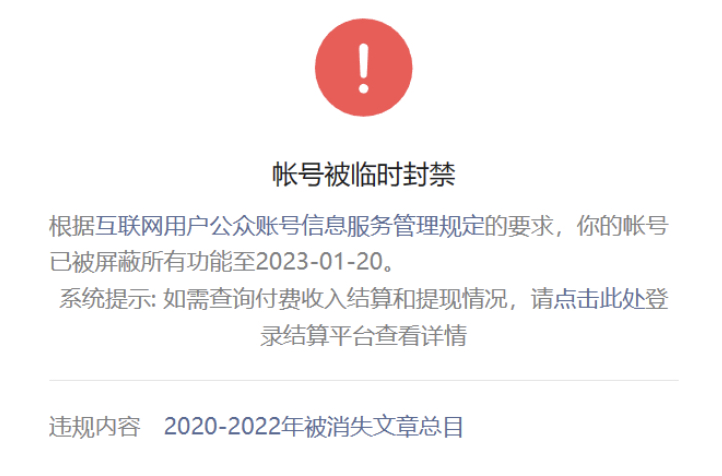 帐号被临时封禁
根据互联网用户公众账号信息服务管理规定的要求，你的帐号
已被屏蔽所有功能至2023-01-20。
系统提示: 如需查询付费收入结算和提现情况，请点击此处登
录结算平台查看详情
违规内容 2020-2022年被消失文章总目